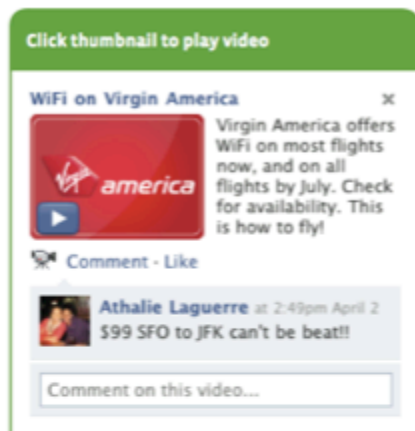 Click thumbnail to play video
WiFi on Virgin America
Virgin America offers
WiFi on most flights
now, and on all
flights by July. Check
for availability. This
is how to fly!
Virgin america
Comment · Like
Athalie Laguerre at 2:49pm April 2
$99 SFO to JFK can't be beat!!
Comment on this video...